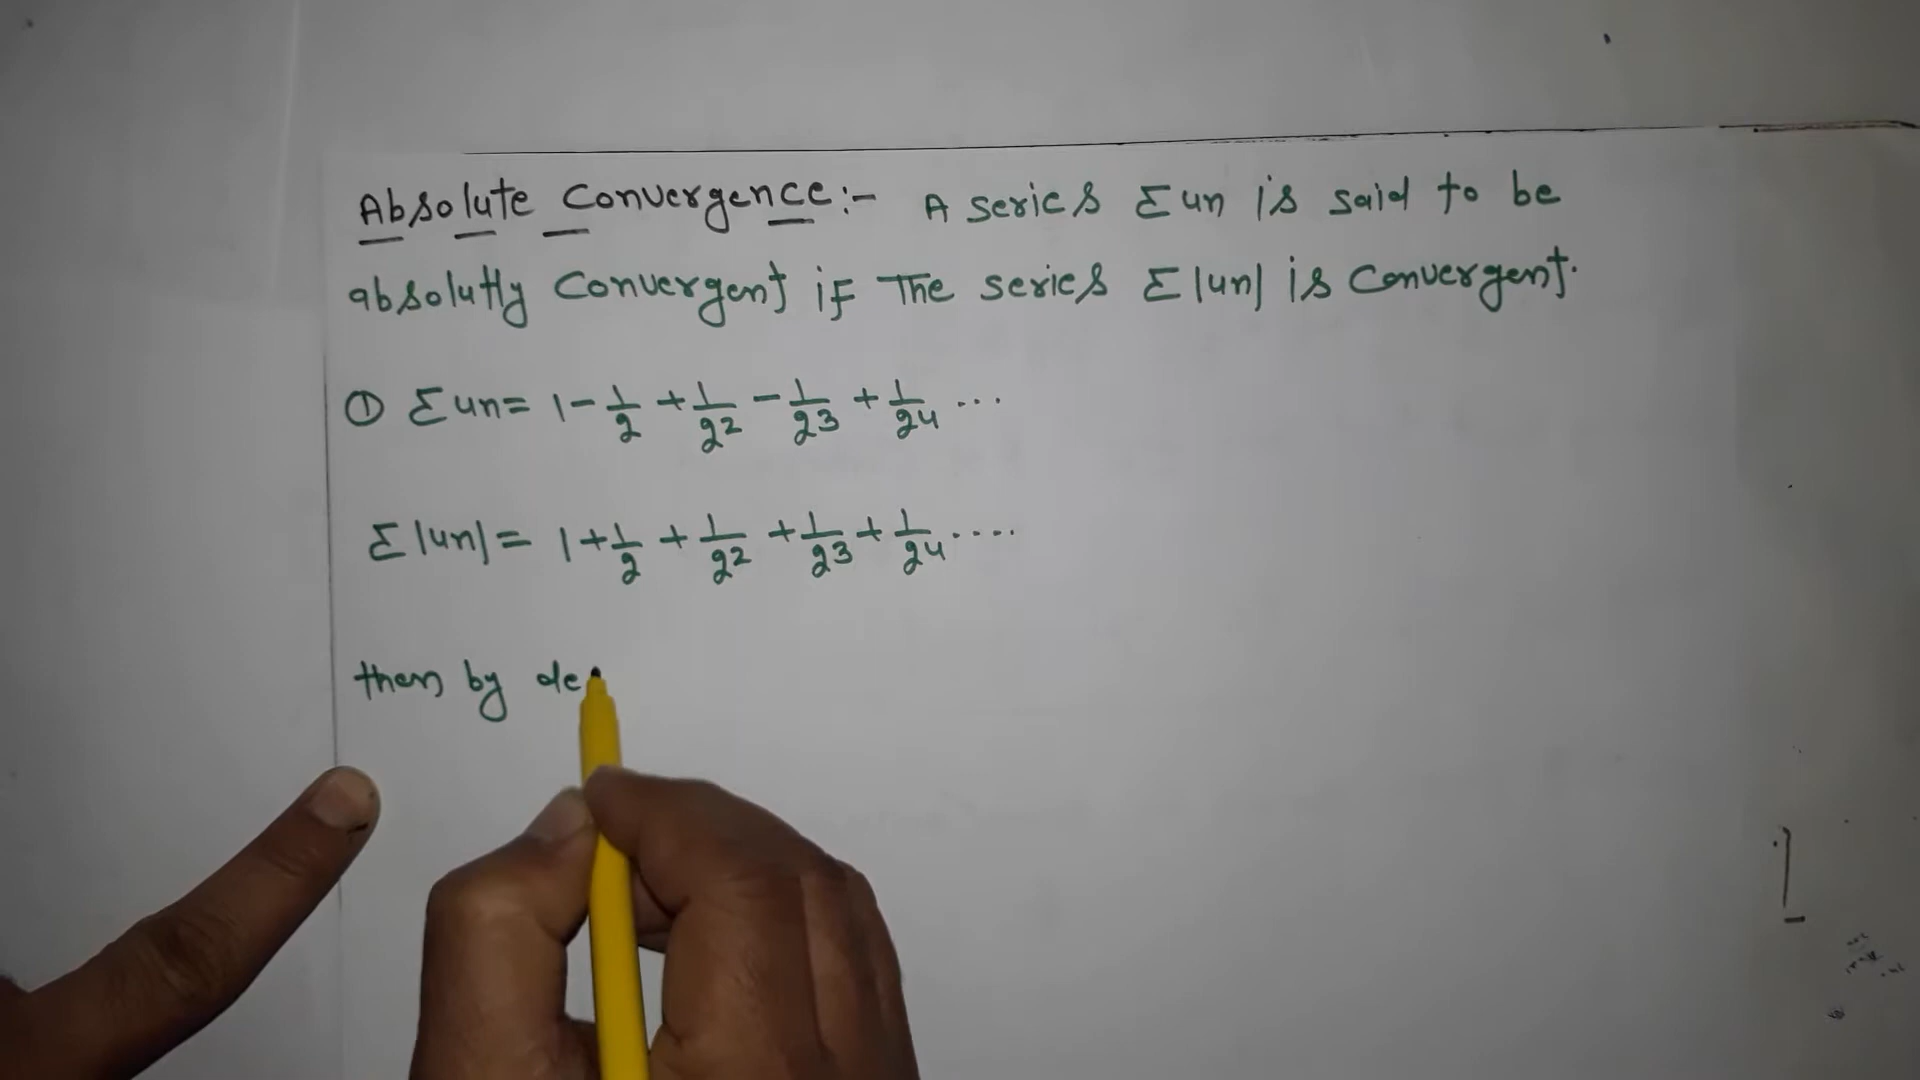 Absolute Convergence:- A series Σun is said to be
absolutly Convergent if The series Σ|un| is Convergent.
① Σun = 1 - 1/2 + 1/2² - 1/2³ + 1/2⁴ ...
Σ|un| = 1 + 1/2 + 1/2² + 1/2³ + 1/2⁴ ....
then by de